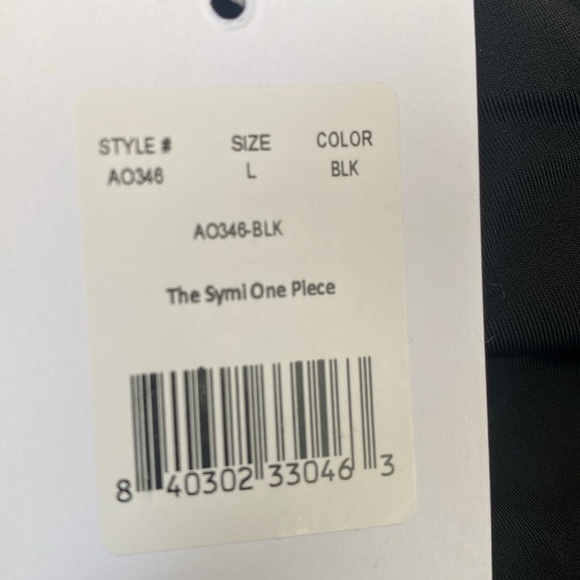 STYLE # SIZE COLOR
AO346 L BLK
AO346-BLK
The Symi One Piece
8 40302 33046 3